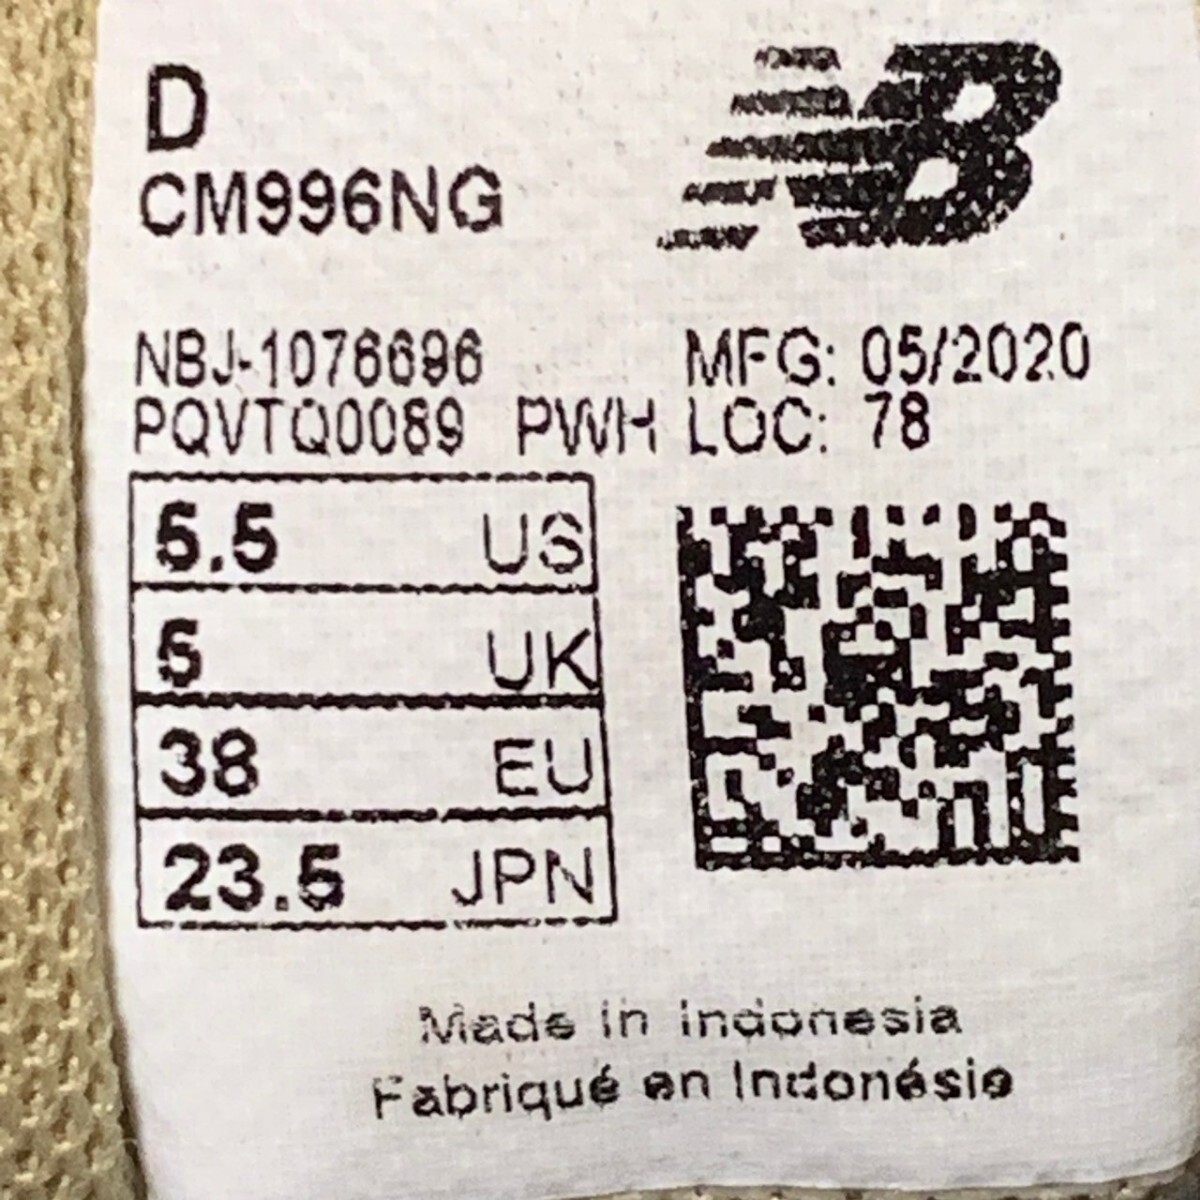 D
NB
CM996NG
NBJ-1076696 MFG: 05/2020
PQVTQ0089 PWH LOC: 78
5.5 US
5 UK
38 EU
23.5 JPN
Made in Indonesia
Fabriqué en Indonésie